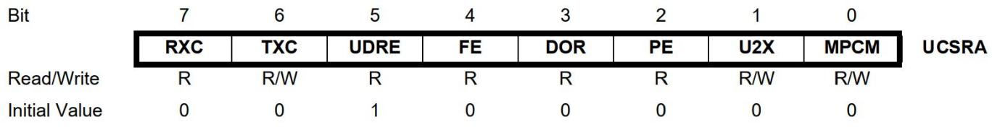 Bit 7 6 5 4 3 2 1 0
RXC TXC UDRE FE DOR PE U2X MPCM UCSRA
Read/Write R R/W R R R R R/W R/W
Initial Value 0 0 1 0 0 0 0 0